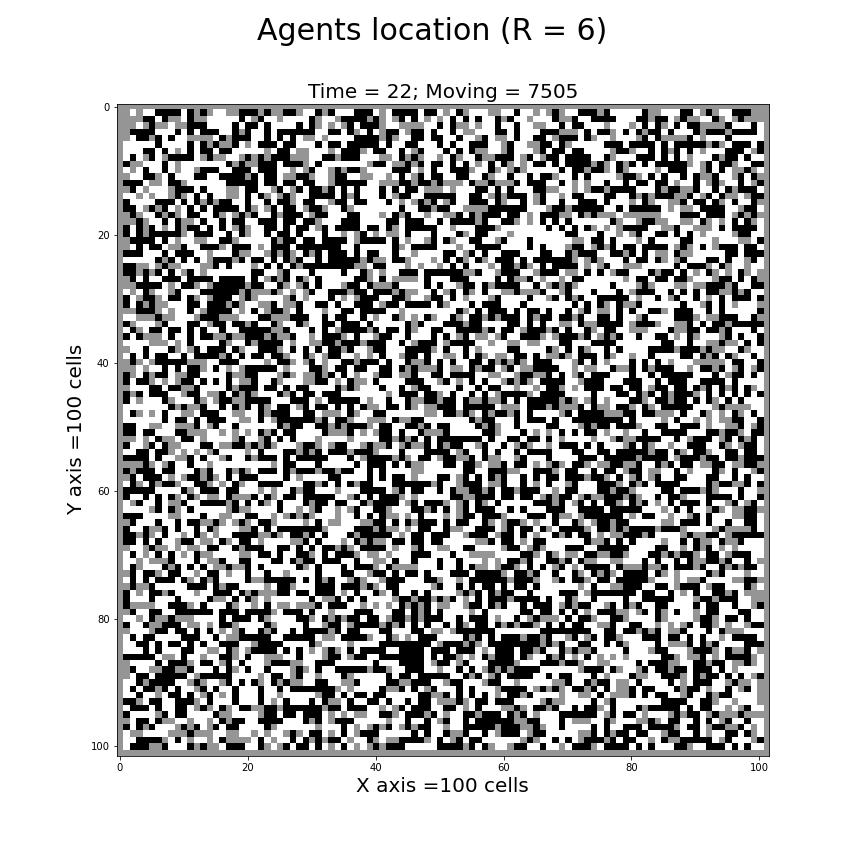 Agents location (R = 6)
Time = 22; Moving = 7505
0
20
40
60
80
100
Y axis =100 cells
0 20 40 60 80 100
X axis =100 cells